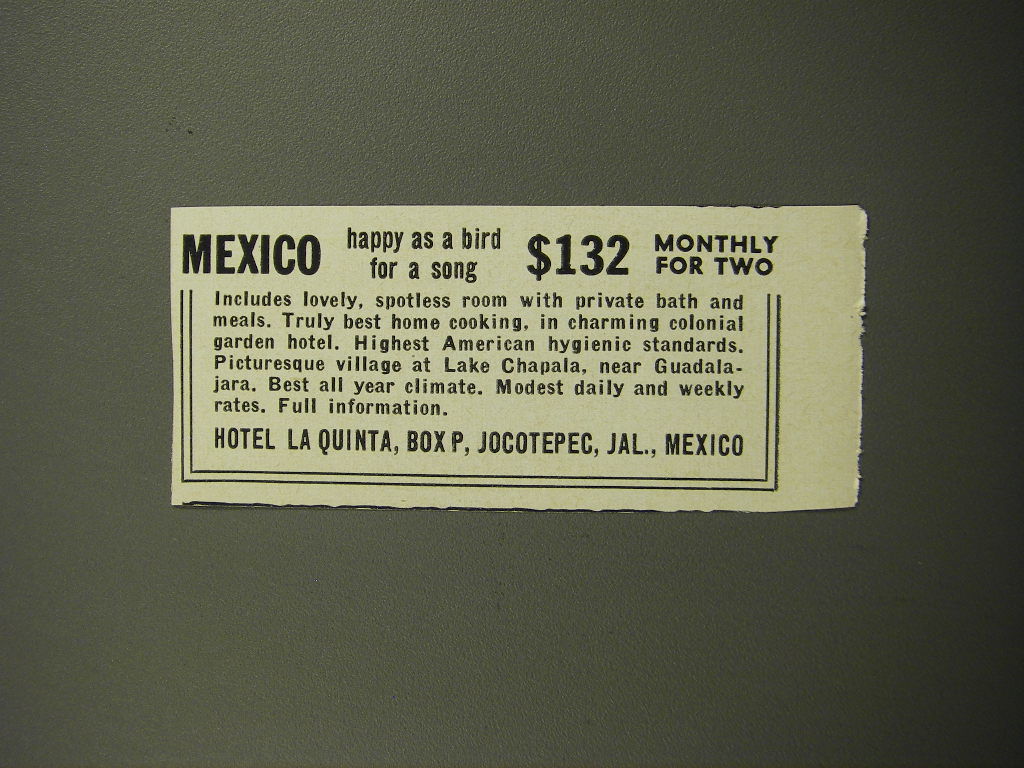 MEXICO happy as a bird for a song $132 MONTHLY FOR TWO
Includes lovely, spotless room with private bath and
meals. Truly best home cooking, in charming colonial
garden hotel. Highest American hygienic standards.
Picturesque village at Lake Chapala, near Guadala-
jara. Best all year climate. Modest daily and weekly
rates. Full information.
HOTEL LA QUINTA, BOX P, JOCOTEPEC, JAL., MEXICO